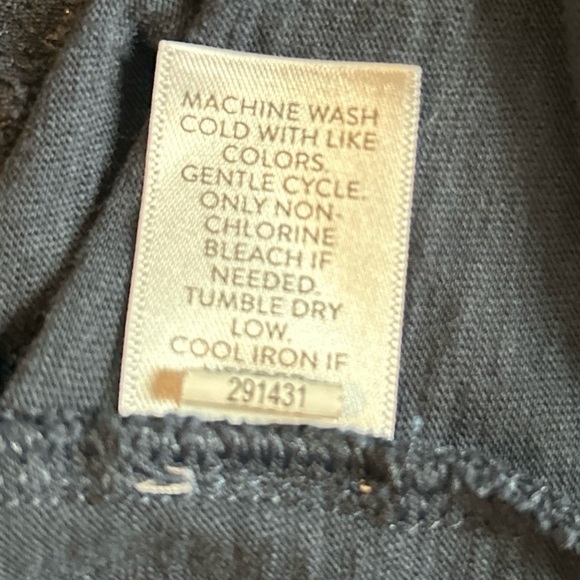 MACHINE WASH
COLD WITH LIKE
COLORS.
GENTLE CYCLE.
ONLY NON-
CHLORINE
BLEACH IF
NEEDED.
TUMBLE DRY
LOW.
COOL IRON IF
291431